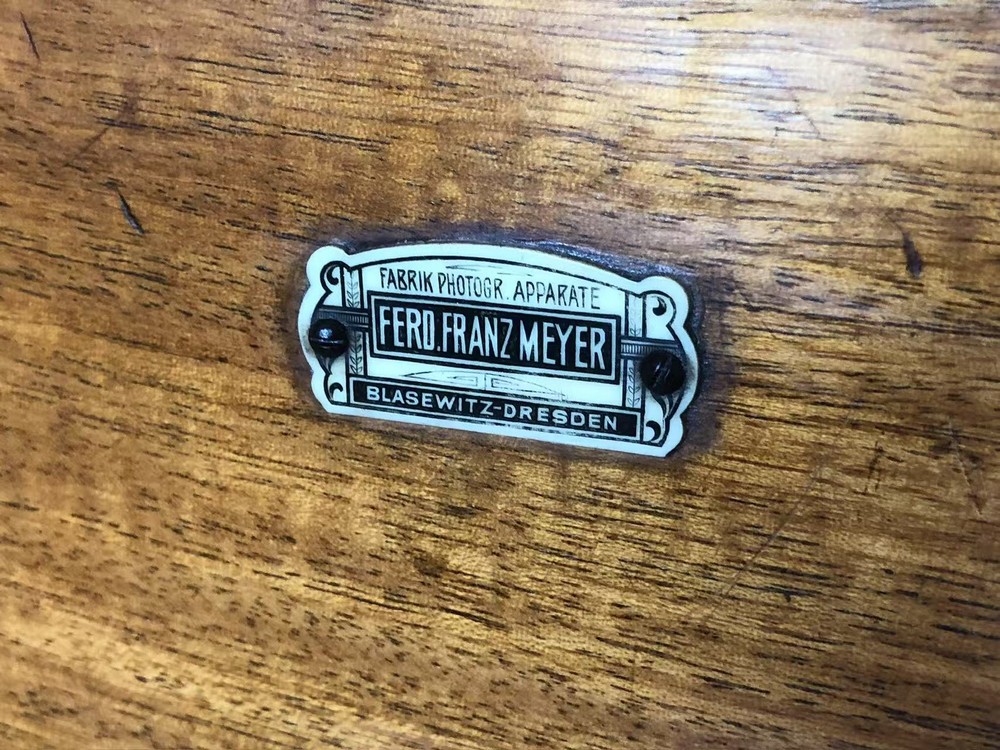 FABRIK PHOTOGR. APPARATE
FERD. FRANZ MEYER
BLASEWITZ-DRESDEN